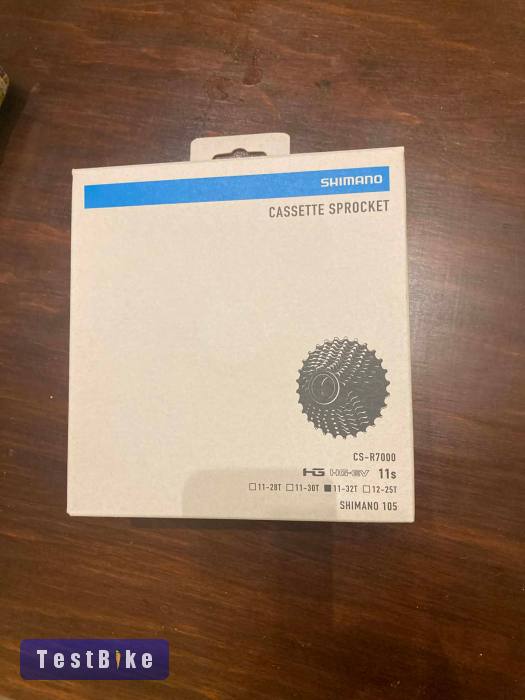 SHIMANO
CASSETTE SPROCKET
CS-R7000
HG HG-EV 11s
☐11-28T ☐11-30T ■11-32T ☐12-25T
SHIMANO 105
TestBike